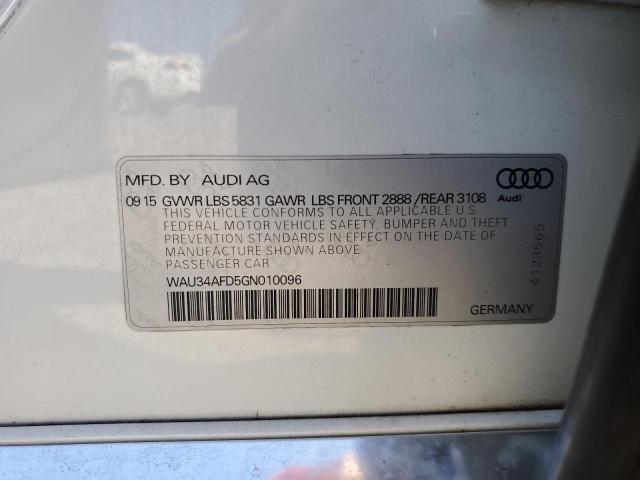 MFD. BY AUDI AG
09 15 GVWR LBS 5831 GAWR LBS FRONT 2888 / REAR 3108
Audi
THIS VEHICLE CONFORMS TO ALL APPLICABLE U.S.
FEDERAL MOTOR VEHICLE SAFETY, BUMPER AND THEFT
PREVENTION STANDARDS IN EFFECT ON THE DATE OF
MANUFACTURE SHOWN ABOVE.
PASSENGER CAR
4123565
WAU34AFD5GN010096
GERMANY